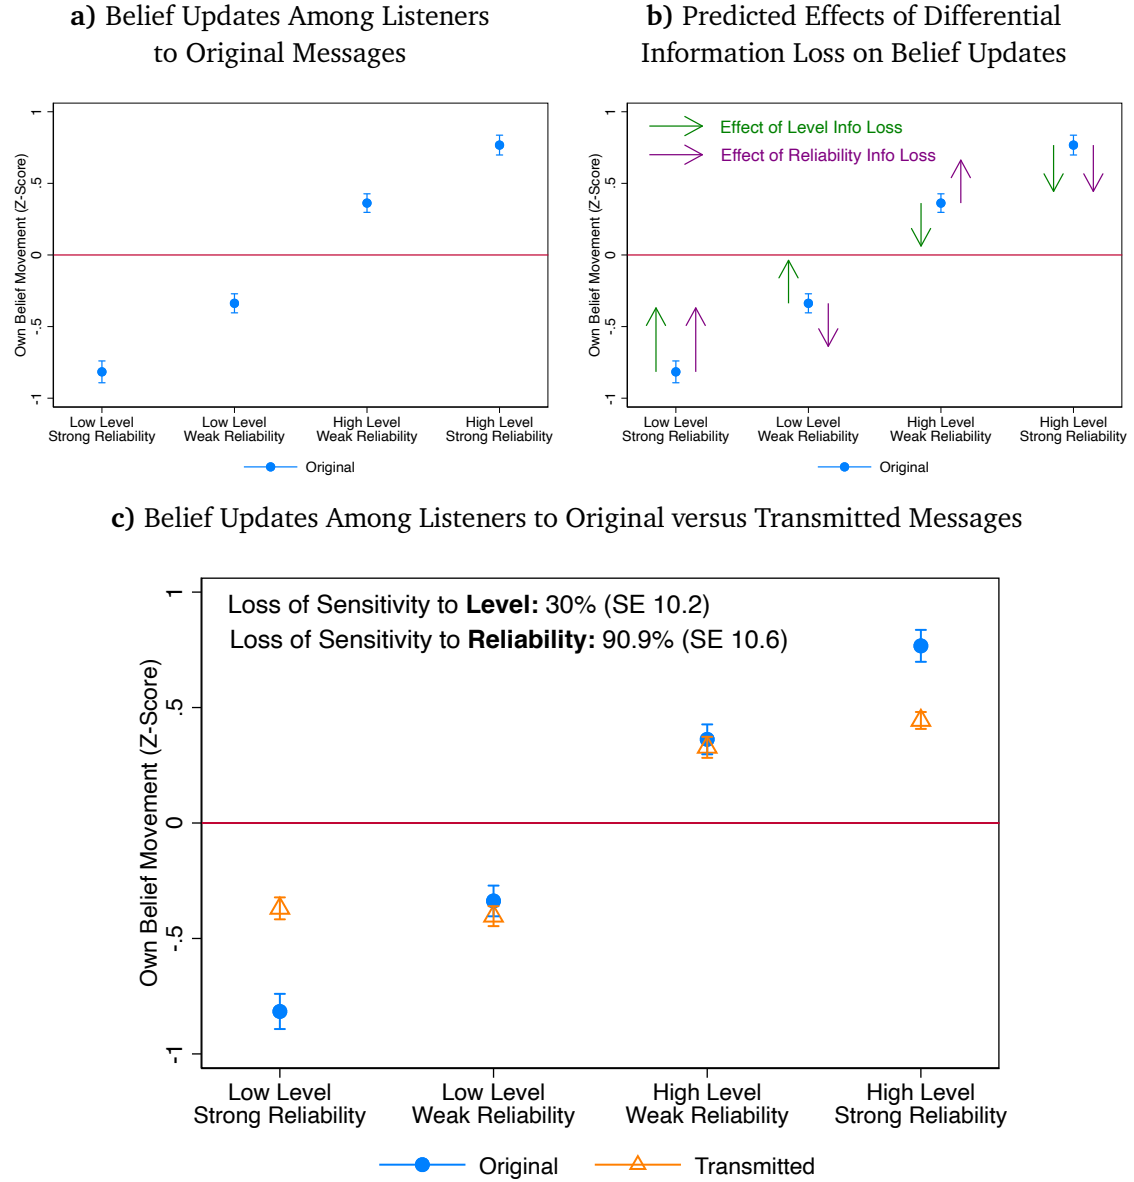 a) Belief Updates Among Listeners
to Original Messages
Own Belief Movement (Z-Score)
1
.5
0
-.5
-1
Low Level
Strong Reliability
Low Level
Weak Reliability
High Level
Weak Reliability
High Level
Strong Reliability
Original
b) Predicted Effects of Differential
Information Loss on Belief Updates
Own Belief Movement (Z-Score)
1
.5
0
-.5
-1
Effect of Level Info Loss
Effect of Reliability Info Loss
Low Level
Strong Reliability
Low Level
Weak Reliability
High Level
Weak Reliability
High Level
Strong Reliability
Original
c) Belief Updates Among Listeners to Original versus Transmitted Messages
Own Belief Movement (Z-Score)
1
.5
0
-.5
-1
Loss of Sensitivity to Level: 30% (SE 10.2)
Loss of Sensitivity to Reliability: 90.9% (SE 10.6)
Low Level
Strong Reliability
Low Level
Weak Reliability
High Level
Weak Reliability
High Level
Strong Reliability
Original
Transmitted